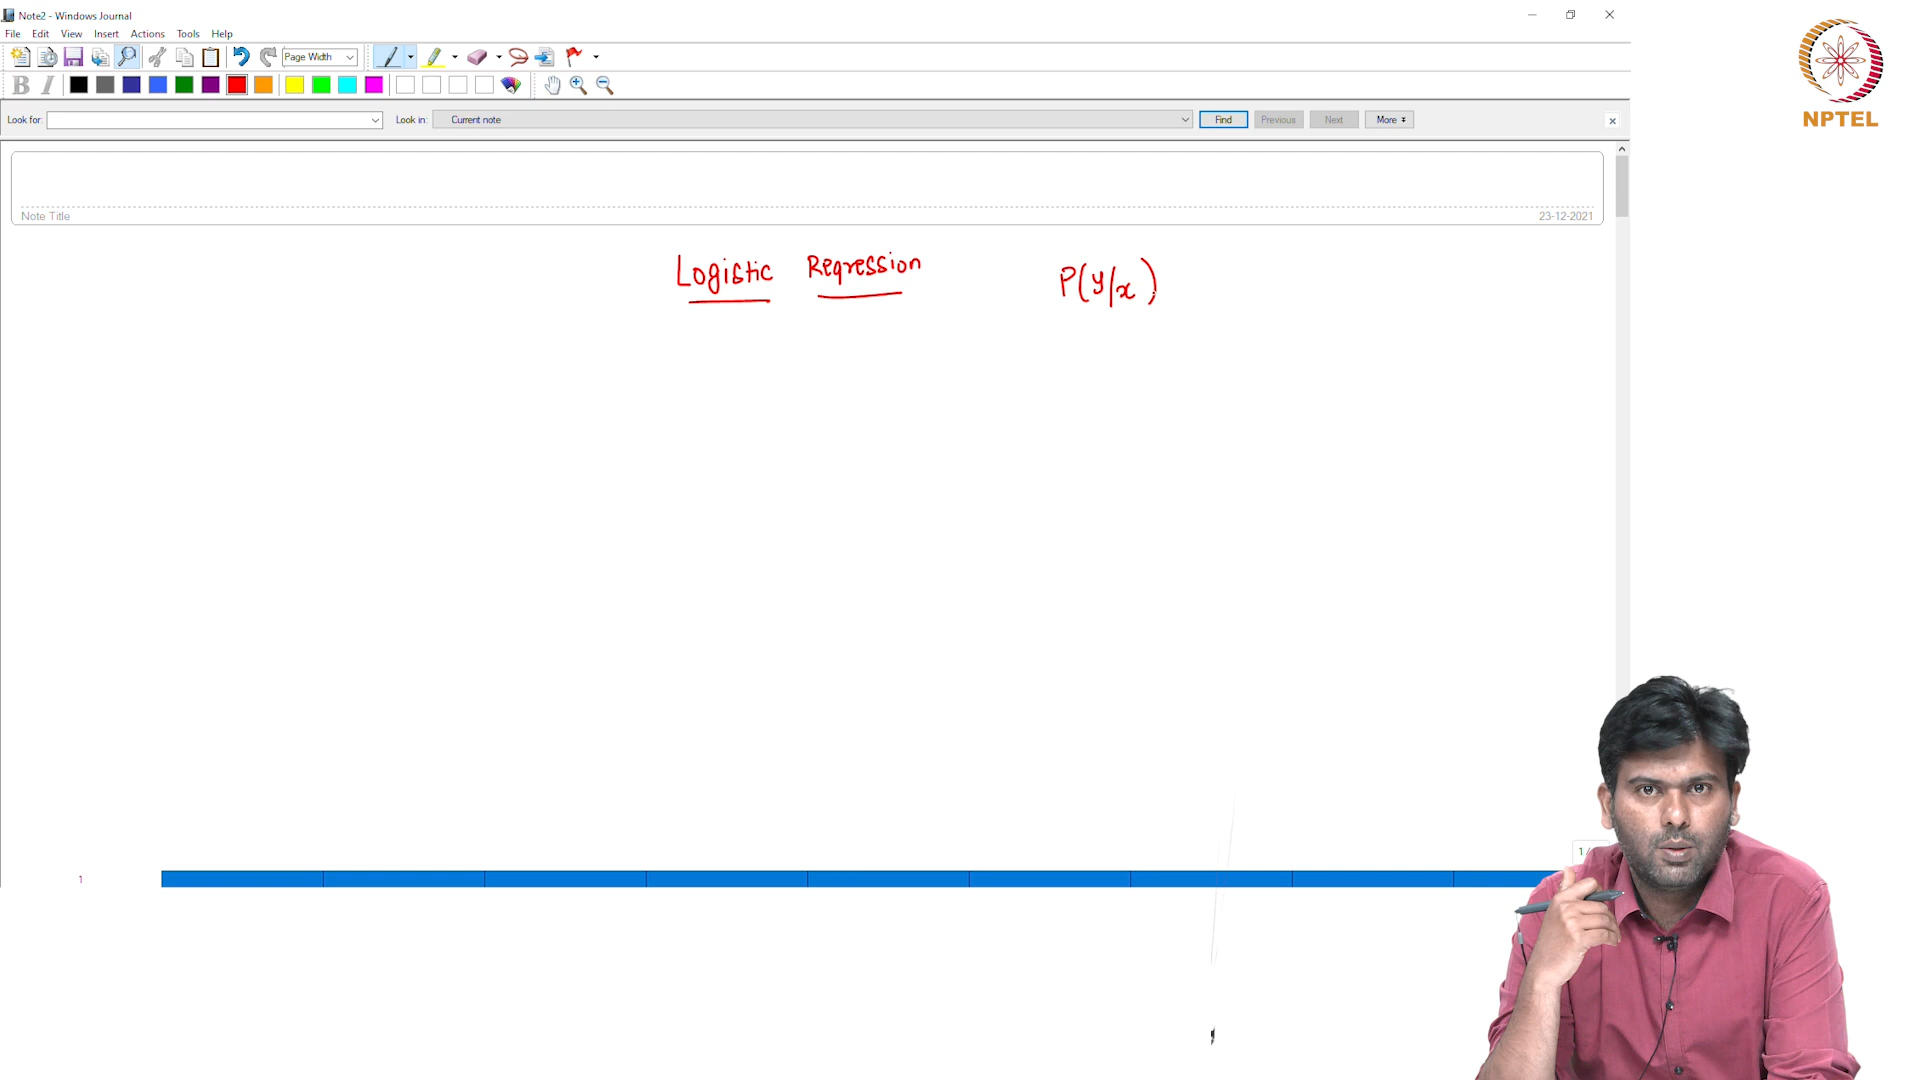 Note2 - Windows Journal
File Edit View Insert Actions Tools Help
Page Width
B I
Look for: Look in: Current note Find Previous Next More
NPTEL
Note Title 23-12-2021
Logistic Regression P(y/x)
1/
1